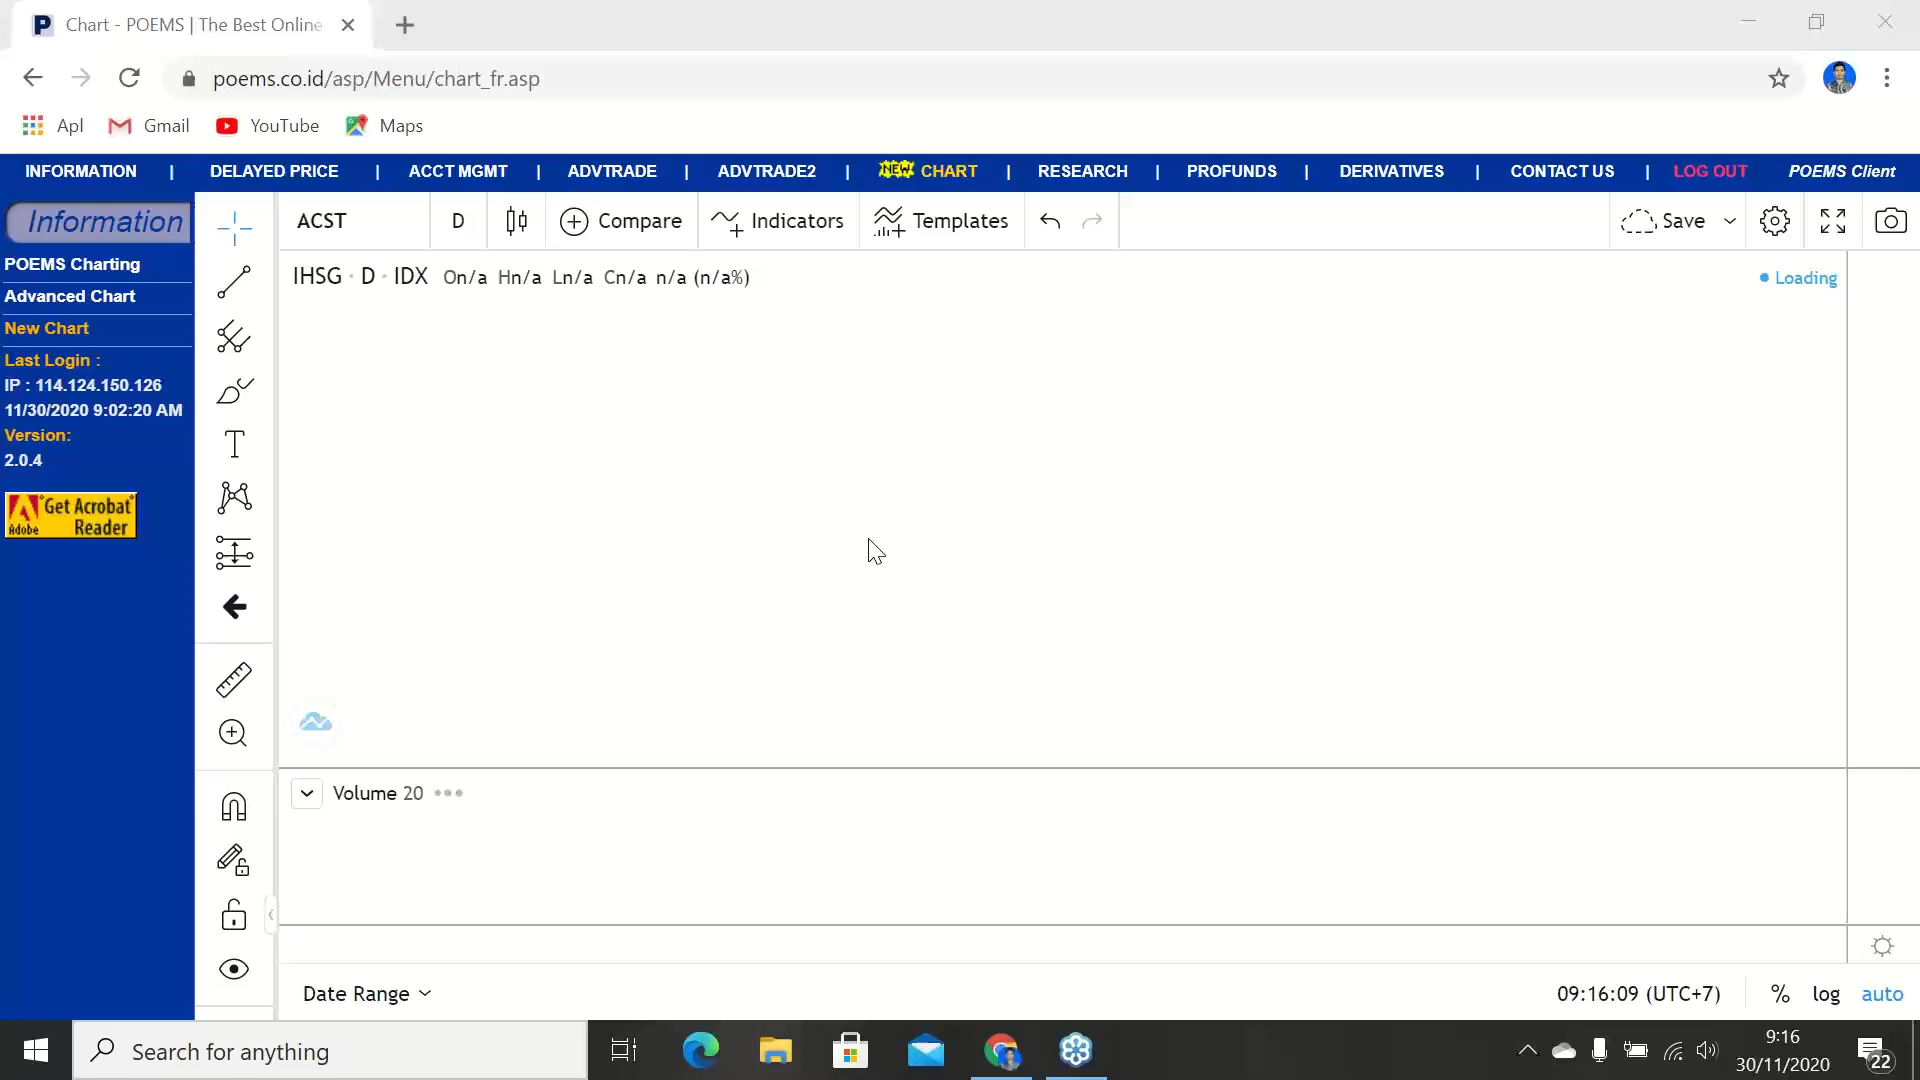 Chart - POEMS | The Best Online
poems.co.id/asp/Menu/chart_fr.asp
Apl Gmail YouTube Maps
INFORMATION | DELAYED PRICE | ACCT MGMT | ADVTRADE | ADVTRADE2 | NEW CHART | RESEARCH | PROFUNDS | DERIVATIVES | CONTACT US | LOG OUT POEMS Client
Information
POEMS Charting
Advanced Chart
New Chart
Last Login :
IP : 114.124.150.126
11/30/2020 9:02:20 AM
Version:
2.0.4
Get Acrobat
Adobe Reader
ACST D Compare Indicators Templates Save
IHSG · D · IDX On/a Hn/a Ln/a Cn/a n/a (n/a%)
Loading
Volume 20
Date Range
09:16:09 (UTC+7) % log auto
Search for anything
9:16
30/11/2020
22